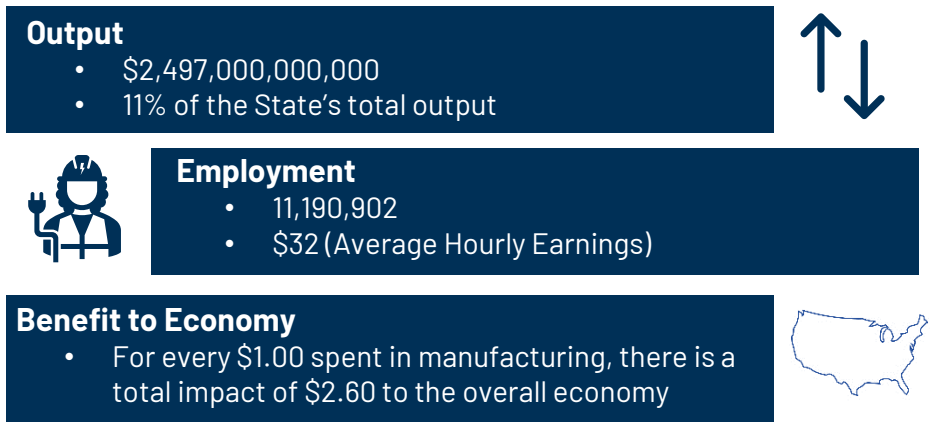 Output
• $2,497,000,000,000
• 11% of the State's total output
Employment
• 11,190,902
• $32 (Average Hourly Earnings)
Benefit to Economy
• For every $1.00 spent in manufacturing, there is a
total impact of $2.60 to the overall economy